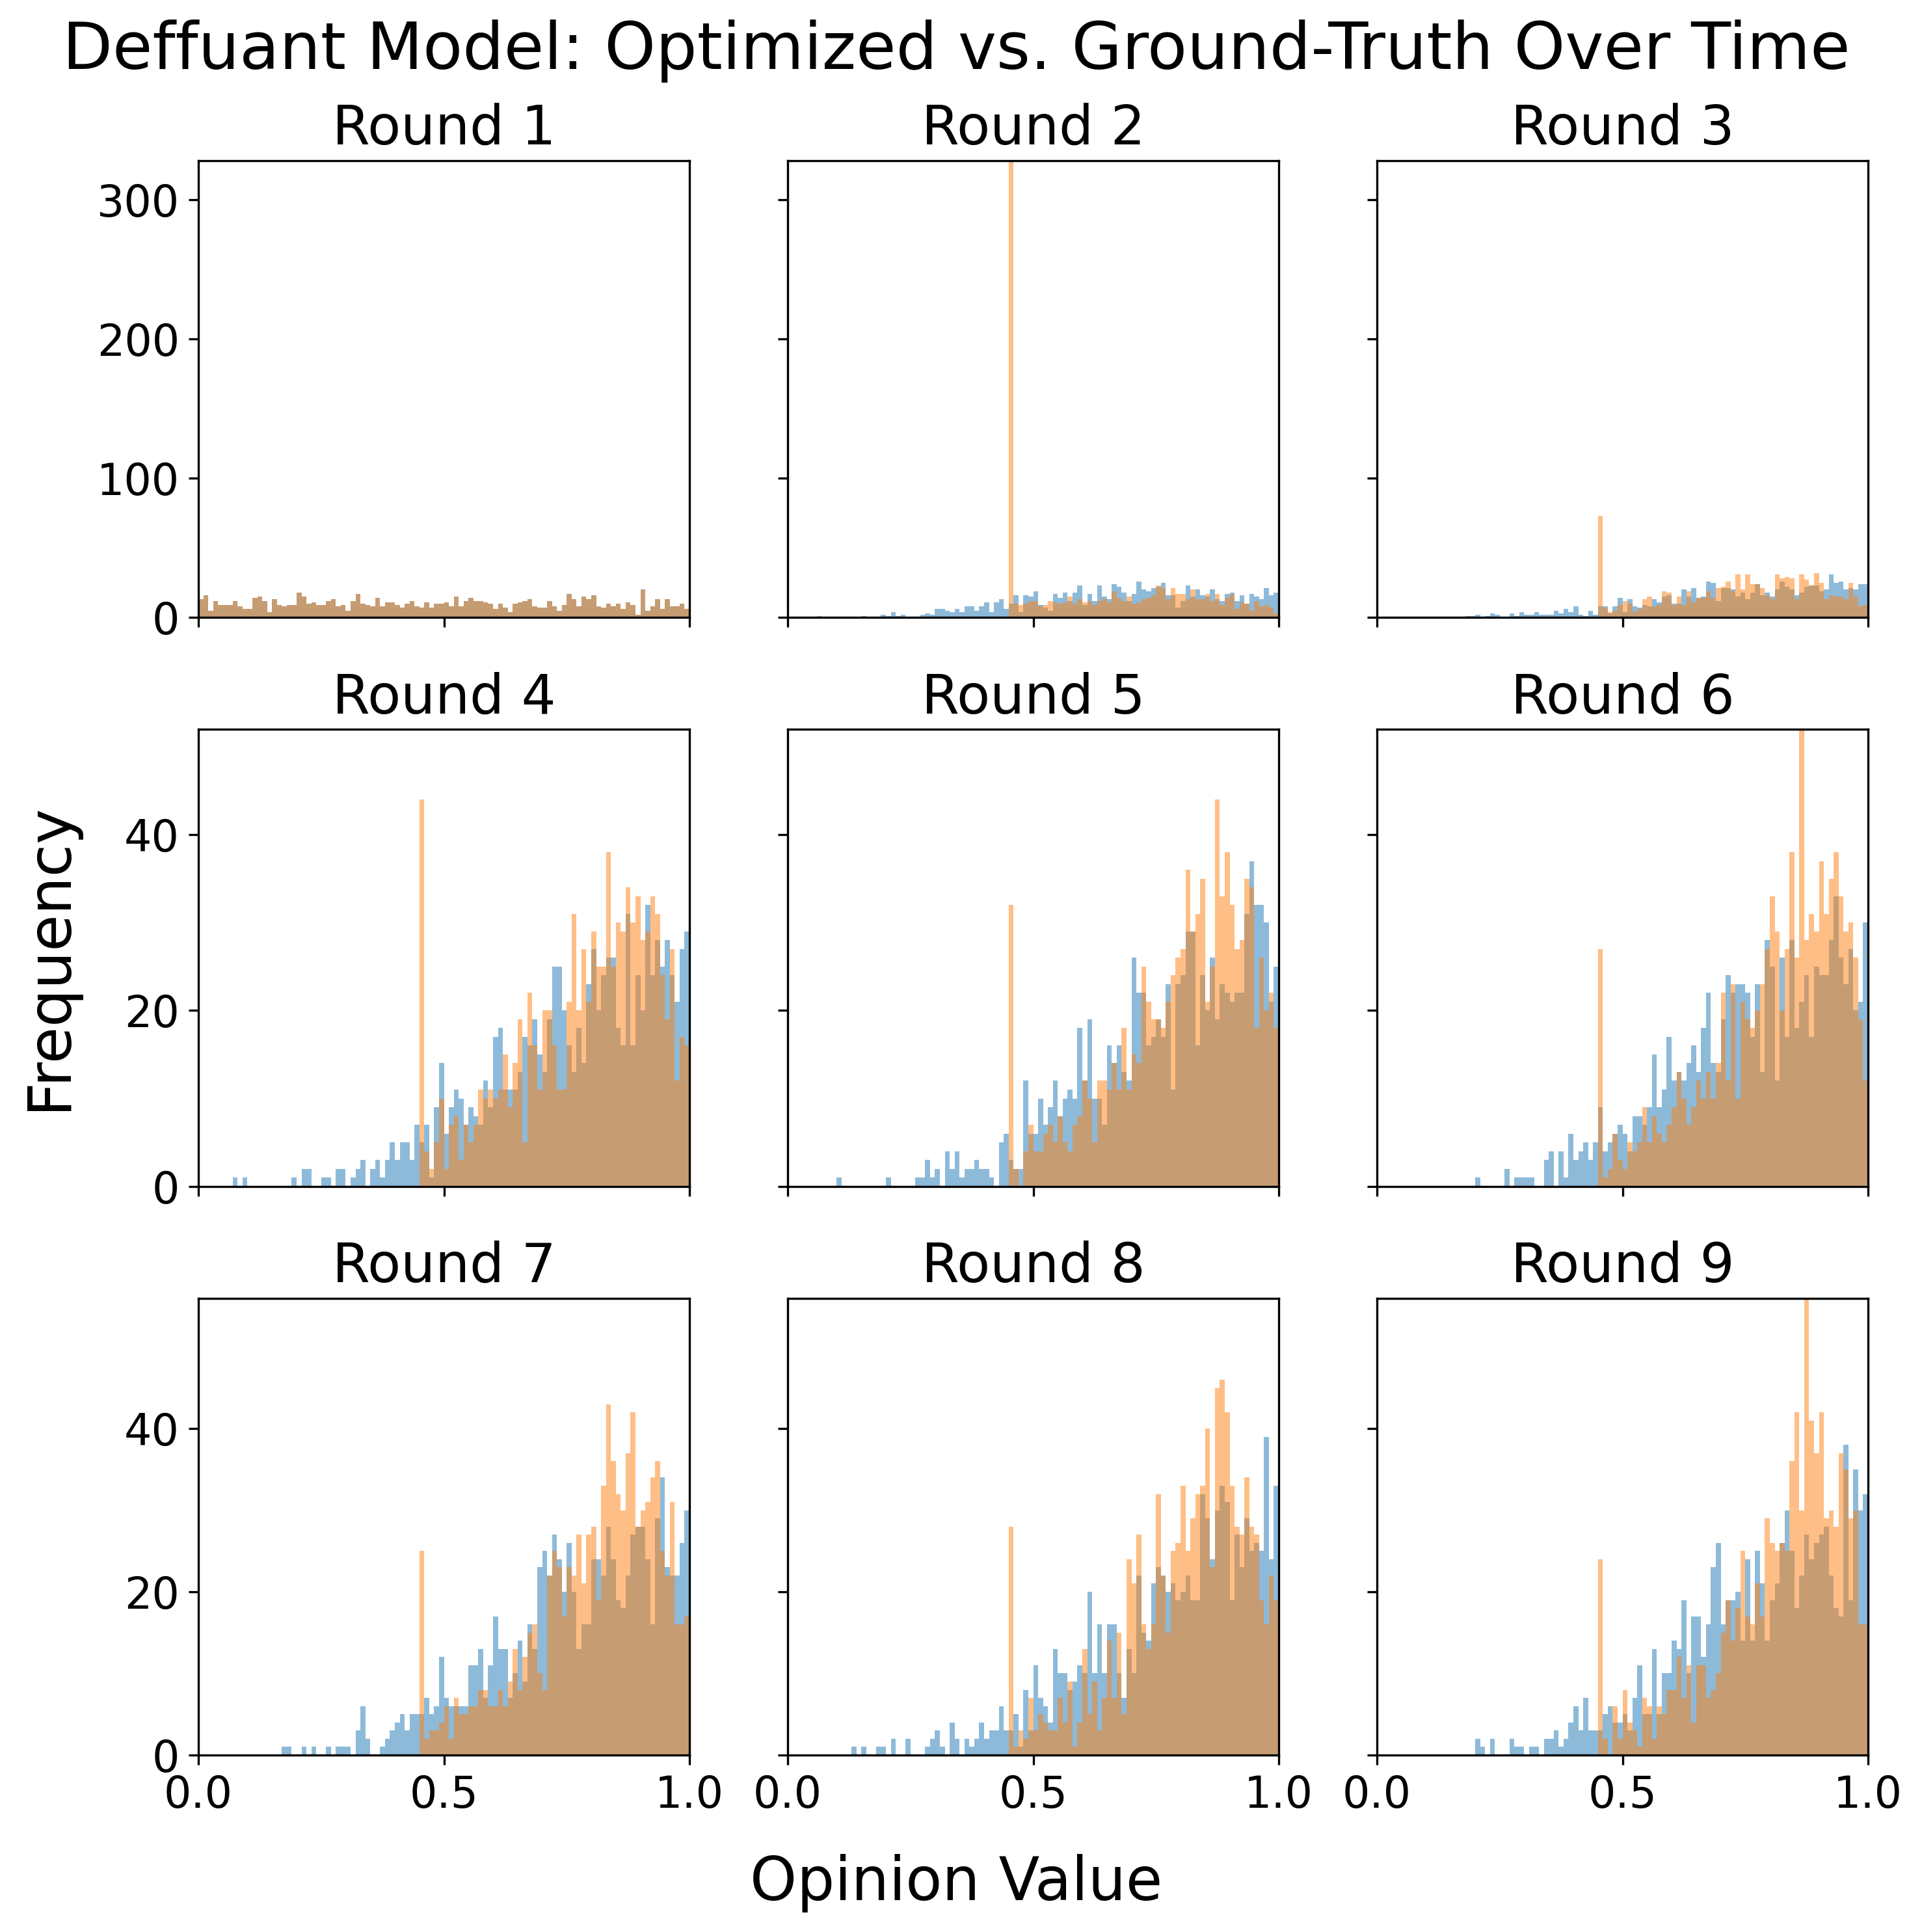 Deffuant Model: Optimized vs. Ground-Truth Over Time
Round 1
Round 2
Round 3
300
200
100
0
Round 4
Round 5
Round 6
Frequency
40
20
0
Round 7
Round 8
Round 9
40
20
0
0.0 0.5 1.0 0.0 0.5 1.0 0.0 0.5 1.0
Opinion Value